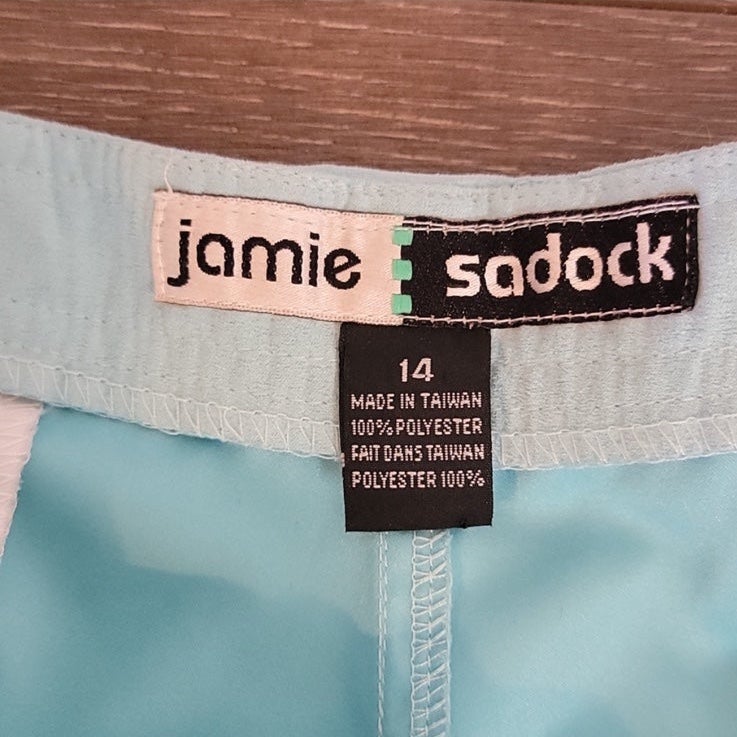 jamie sadock
14
MADE IN TAIWAN
100% POLYESTER
FAIT DANS TAIWAN
POLYESTER 100%